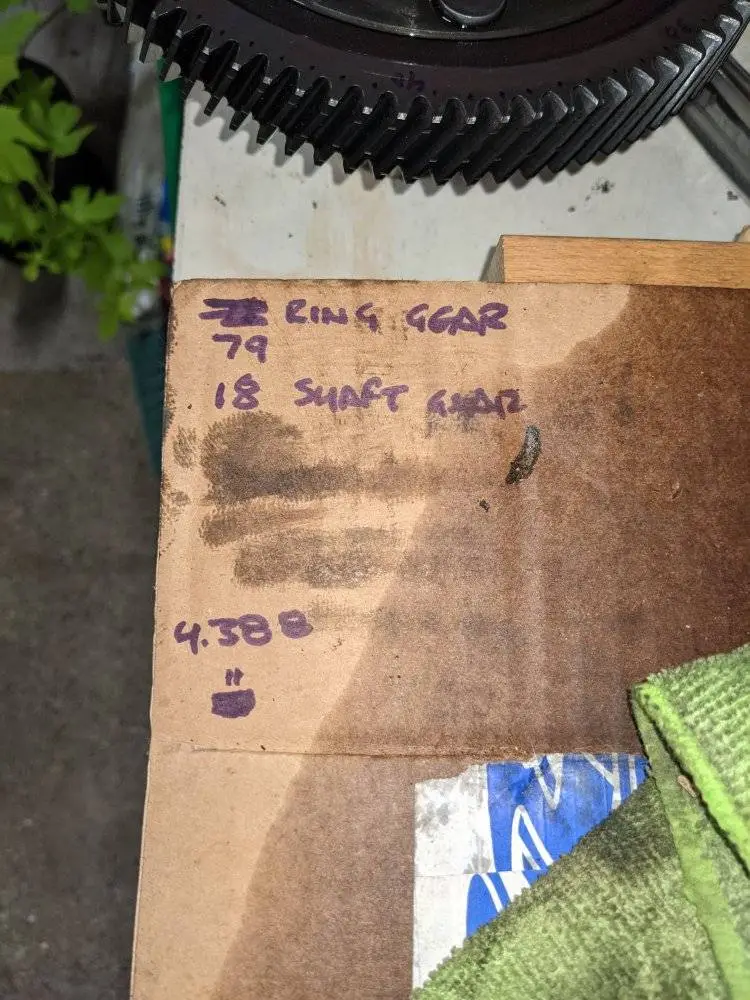 RING GEAR
79
18 SHAFT GEAR
4.388
"